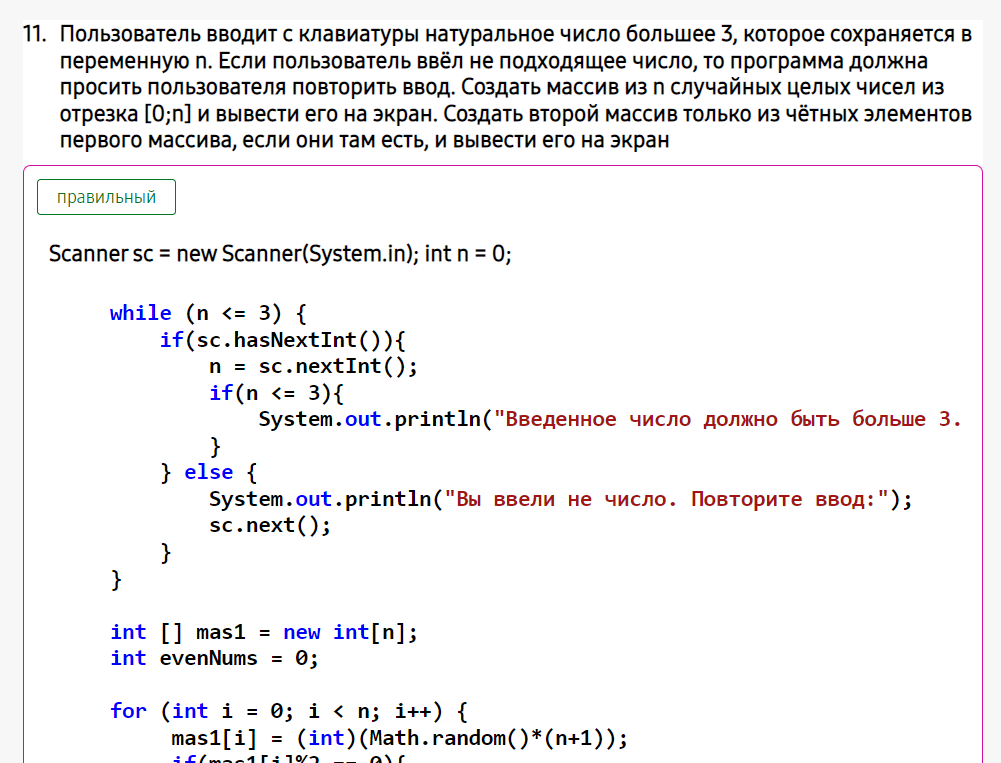 11. Пользователь вводит с клавиатуры натуральное число большее 3, которое сохраняется в
переменную n. Если пользователь ввёл не подходящее число, то программа должна
просить пользователя повторить ввод. Создать массив из n случайных целых чисел из
отрезка [0;n] и вывести его на экран. Создать второй массив только из чётных элементов
первого массива, если они там есть, и вывести его на экран
правильный
Scanner sc = new Scanner(System.in); int n = 0;
while (n <= 3) {
if(sc.hasNextInt()){
n = sc.nextInt();
if(n <= 3){
System.out.println("Введенное число должно быть больше 3.
}
} else {
System.out.println("Вы ввели не число. Повторите ввод:");
sc.next();
}
}
int [] mas1 = new int[n];
int evenNums = 0;
for (int i = 0; i < n; i++) {
mas1[i] = (int)(Math.random()*(n+1));
if(mas1[i]%2 == 0){